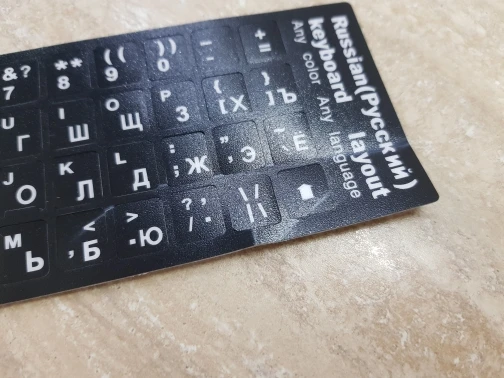 Russian(Русский)
keyboard layout
Any color Any language
& ? * * ( ( ) ) _ +
7 8 9 0 - =
U I O P { }
Г Ш Щ З [ Х ] Ъ
J K L : "
О Л Д ; Ж ' Э Ё
M < > ? , \ /
Ь , Б . Ю / . | \